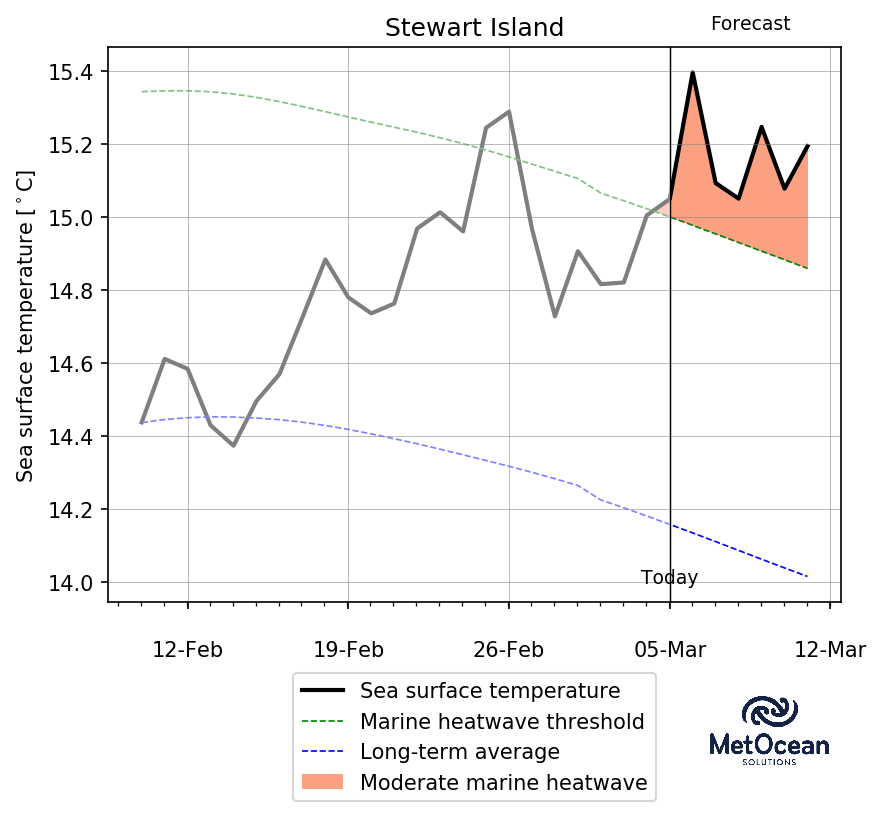 Stewart Island
Forecast
Sea surface temperature [˚C]
15.4
15.2
15.0
14.8
14.6
14.4
14.2
14.0
Today
12-Feb
19-Feb
26-Feb
05-Mar
12-Mar
Sea surface temperature
Marine heatwave threshold
Long-term average
Moderate marine heatwave
MetOcean
SOLUTIONS